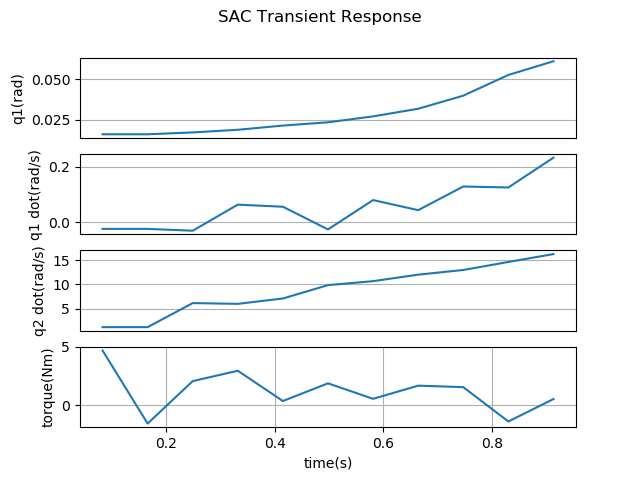 SAC Transient Response
q1(rad)
0.050
0.025
q1 dot(rad/s)
0.2
0.0
q2 dot(rad/s)
15
10
5
torque(Nm)
5
0
0.2 0.4 0.6 0.8
time(s)